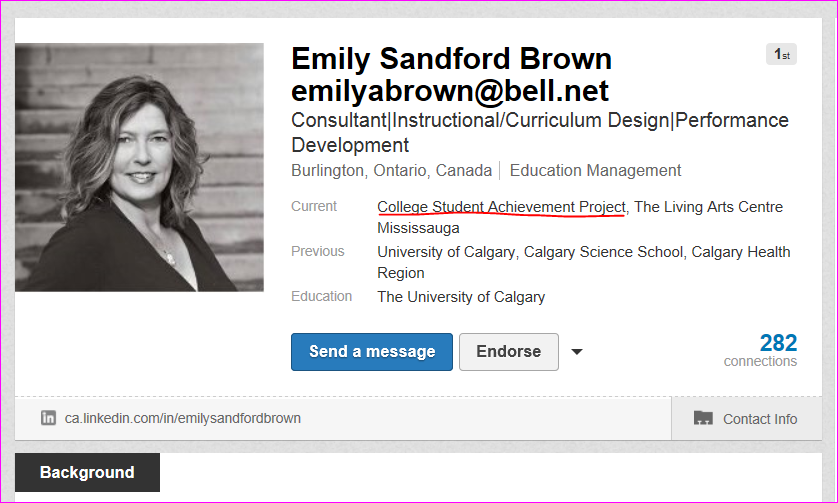 Emily Sandford Brown
1st
emilyabrown@bell.net
Consultant|Instructional/Curriculum Design|Performance
Development
Burlington, Ontario, Canada | Education Management
Current College Student Achievement Project, The Living Arts Centre
Mississauga
Previous University of Calgary, Calgary Science School, Calgary Health
Region
Education The University of Calgary
Send a message Endorse
282
connections
in ca.linkedin.com/in/emilysandfordbrown
Contact Info
Background